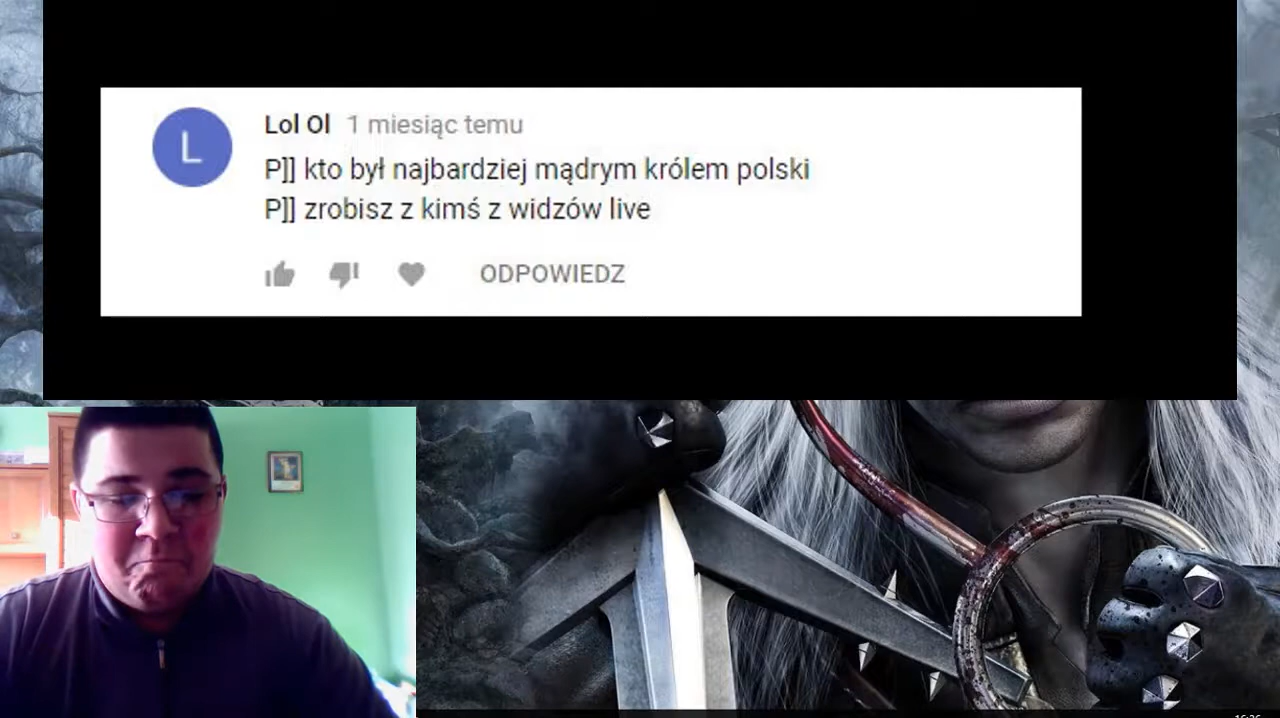 L
Lol Ol 1 miesiąc temu
P]] kto był najbardziej mądrym królem polski
P]] zrobisz z kimś z widzów live
ODPOWIEDZ